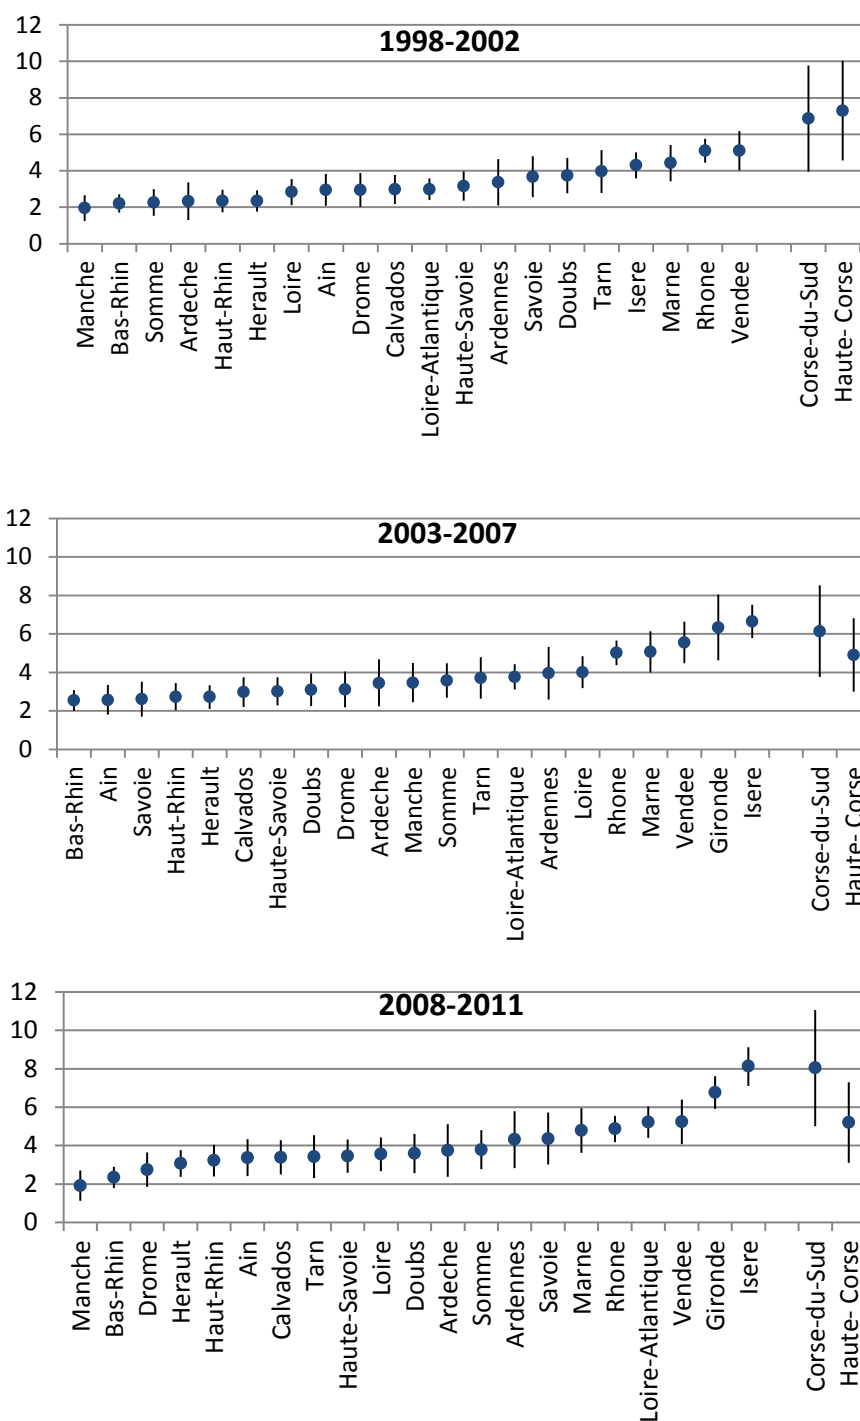 1998-2002
12
10
8
6
4
2
0
Manche
Bas-Rhin
Somme
Ardeche
Haut-Rhin
Herault
Loire
Ain
Drome
Calvados
Loire-Atlantique
Haute-Savoie
Ardennes
Savoie
Doubs
Tarn
Isere
Marne
Rhone
Vendee
Corse-du-Sud
Haute- Corse
2003-2007
12
10
8
6
4
2
0
Bas-Rhin
Ain
Savoie
Haut-Rhin
Herault
Calvados
Haute-Savoie
Doubs
Drome
Ardeche
Manche
Somme
Tarn
Loire-Atlantique
Ardennes
Loire
Rhone
Marne
Vendee
Gironde
Isere
Corse-du-Sud
Haute- Corse
2008-2011
12
10
8
6
4
2
0
Manche
Bas-Rhin
Drome
Herault
Haut-Rhin
Ain
Calvados
Tarn
Haute-Savoie
Loire
Doubs
Ardeche
Somme
Ardennes
Savoie
Marne
Rhone
Loire-Atlantique
Vendee
Gironde
Isere
Corse-du-Sud
Haute- Corse